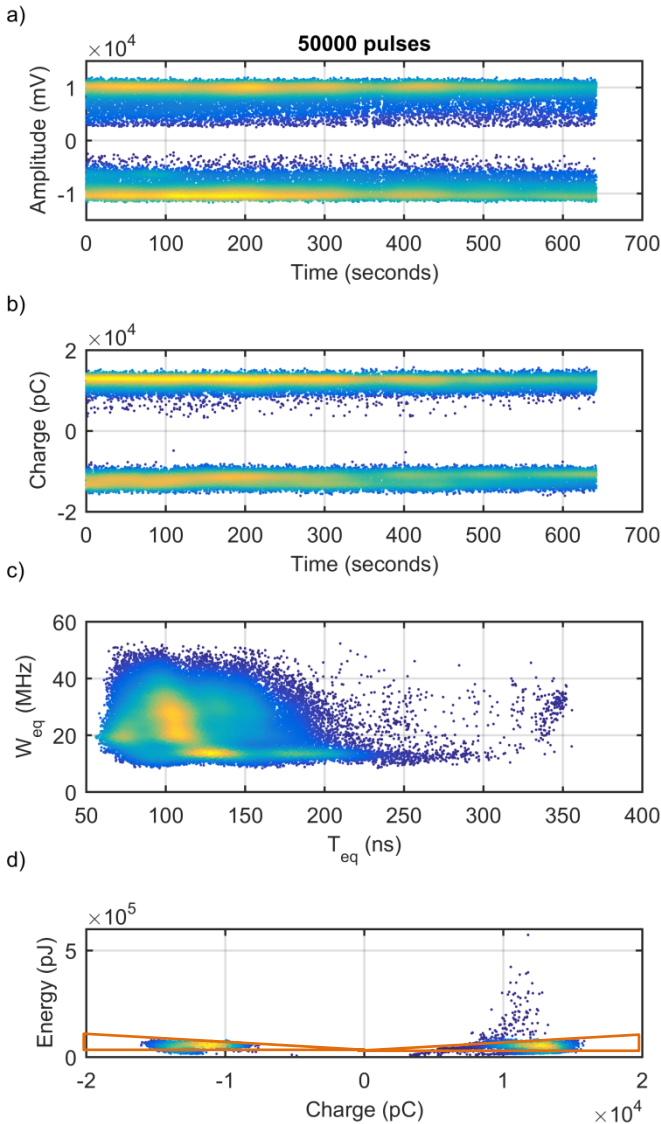 a)
×10^4
50000 pulses
Amplitude (mV)
1
0
-1
0 100 200 300 400 500 600 700
Time (seconds)
b)
×10^4
Charge (pC)
2
0
-2
0 100 200 300 400 500 600 700
Time (seconds)
c)
W_eq (MHz)
60
40
20
0
50 100 150 200 250 300 350 400
T_eq (ns)
d)
×10^5
Energy (pJ)
5
0
-2 -1 0 1 2
Charge (pC)
×10^4